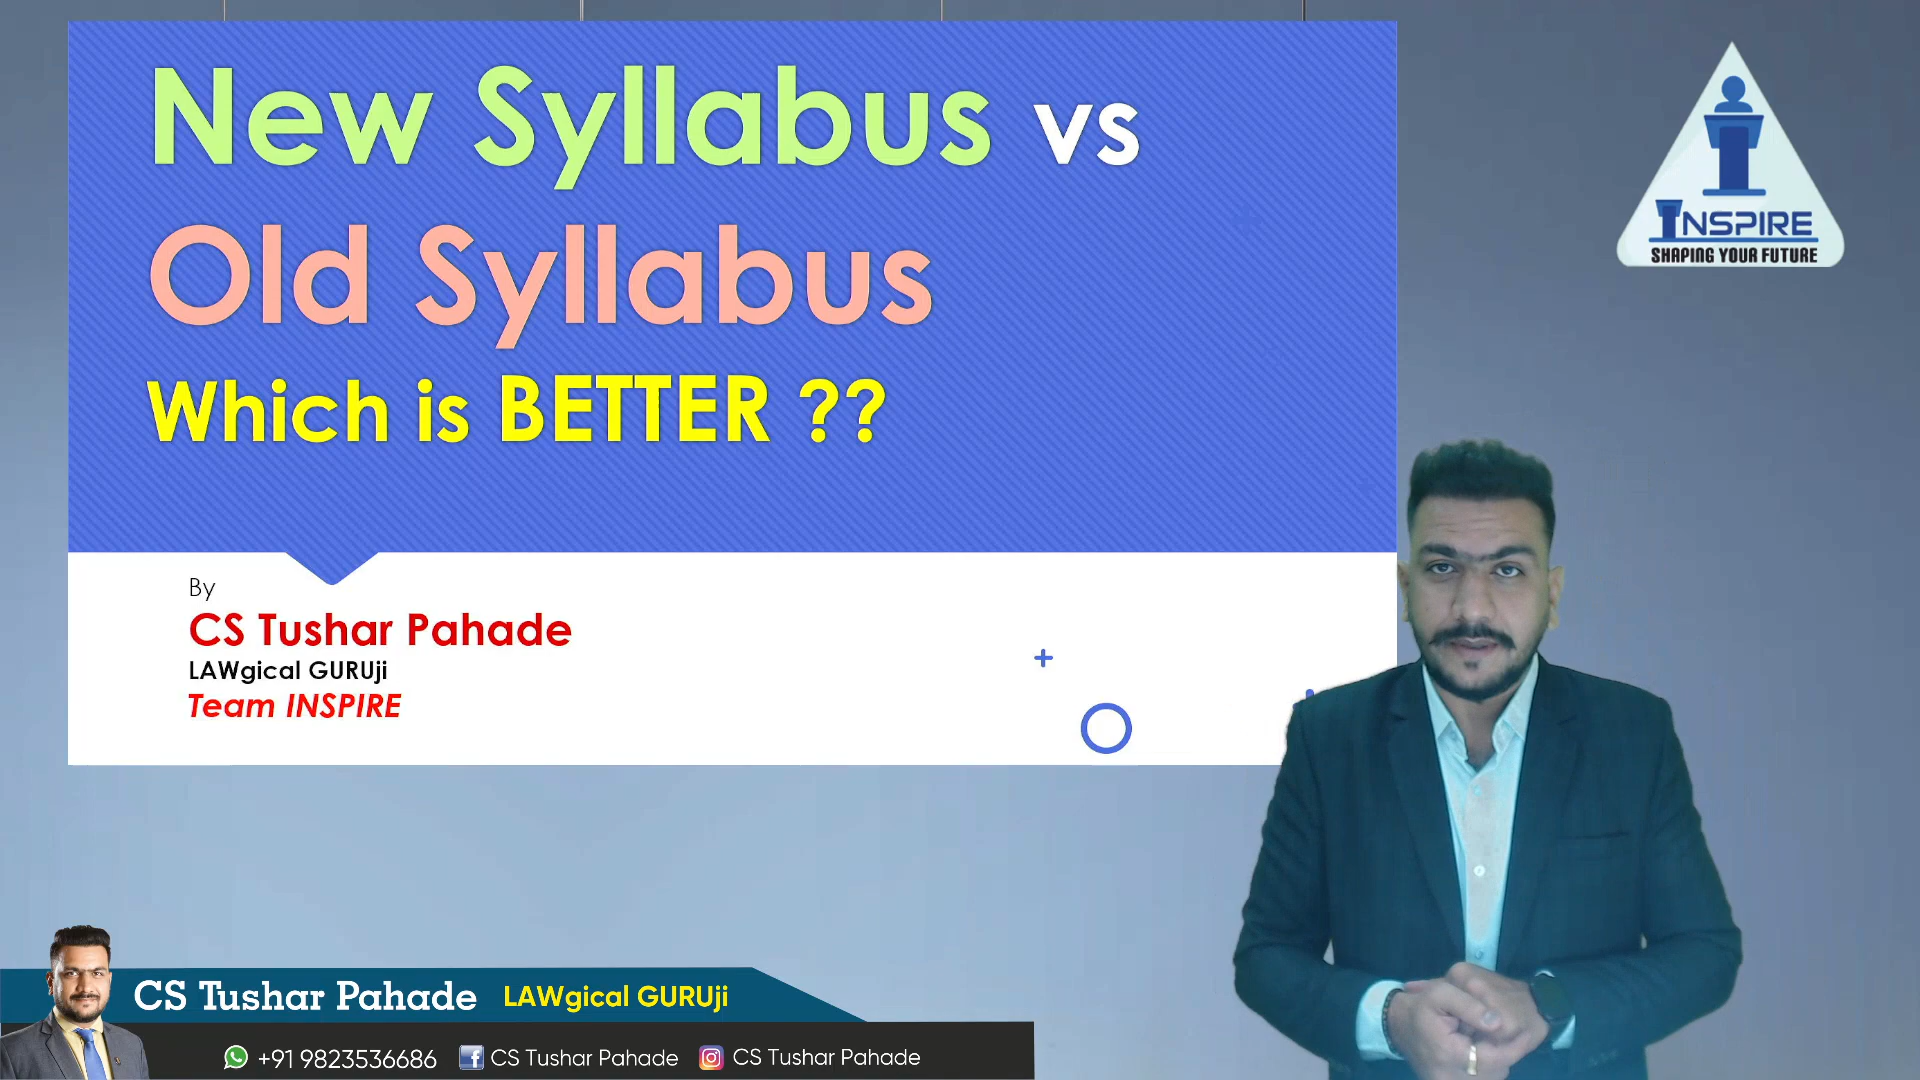 New Syllabus vs
Old Syllabus
Which is BETTER ??
By
CS Tushar Pahade
LAWgical GURUji
Team INSPIRE
INSPIRE
SHAPING YOUR FUTURE
CS Tushar Pahade LAWgical GURUji
+91 9823536686 CS Tushar Pahade CS Tushar Pahade